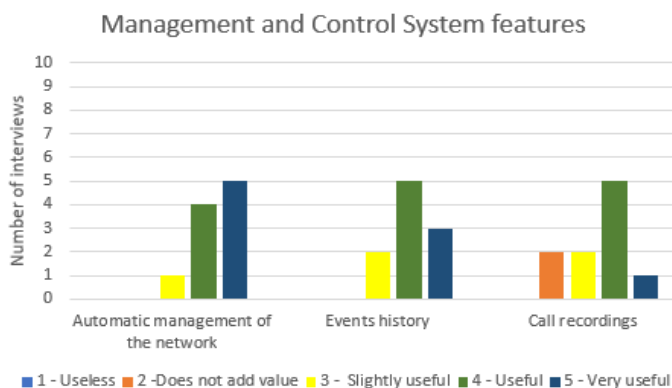 Management and Control System features
Number of interviews
10
9
8
7
6
5
4
3
2
1
0
Automatic management of
the network
Events history
Call recordings
1 - Useless 2 -Does not add value 3 - Slightly useful 4 - Useful 5 - Very useful